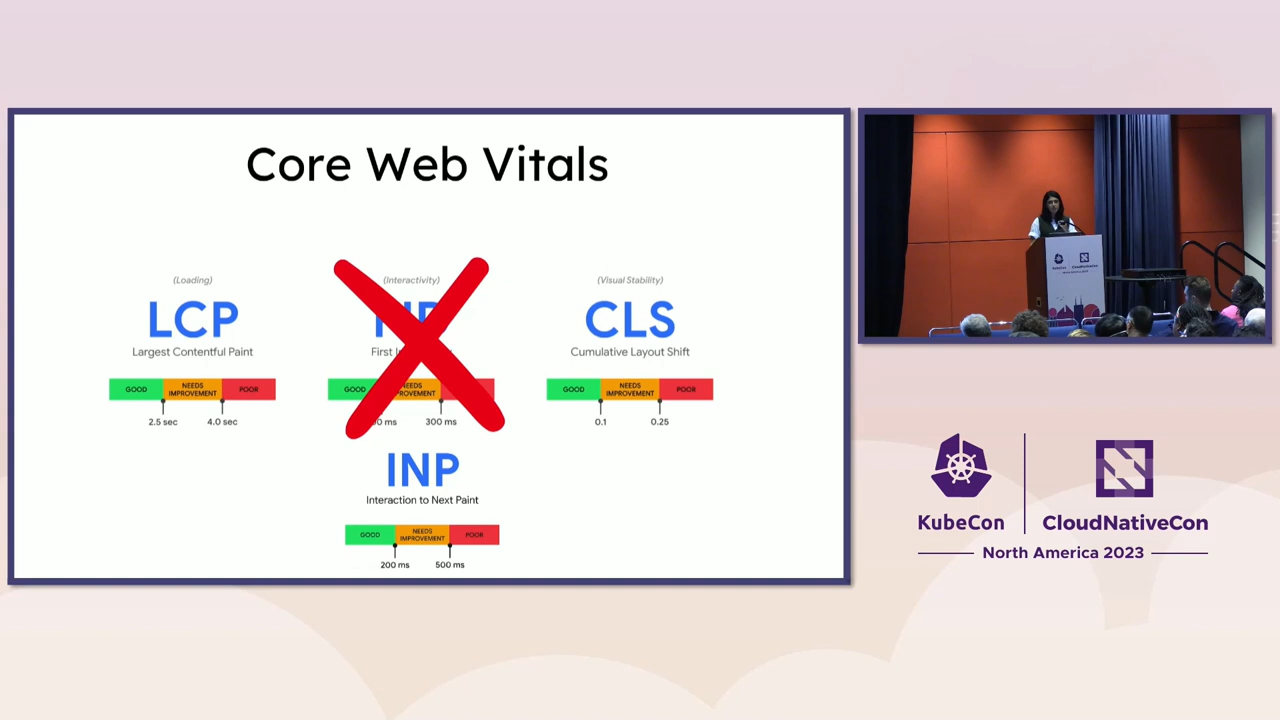 Core Web Vitals
(Loading)
LCP
Largest Contentful Paint
GOOD
NEEDS
IMPROVEMENT
POOR
2.5 sec
4.0 sec
(Interactivity)
First
GOOD
300 ms
(Visual Stability)
CLS
Cumulative Layout Shift
GOOD
NEEDS
IMPROVEMENT
POOR
0.1
0.25
INP
Interaction to Next Paint
GOOD
NEEDS
IMPROVEMENT
POOR
200 ms
500 ms
KubeCon
CloudNativeCon
KubeCon
CloudNativeCon
North America 2023